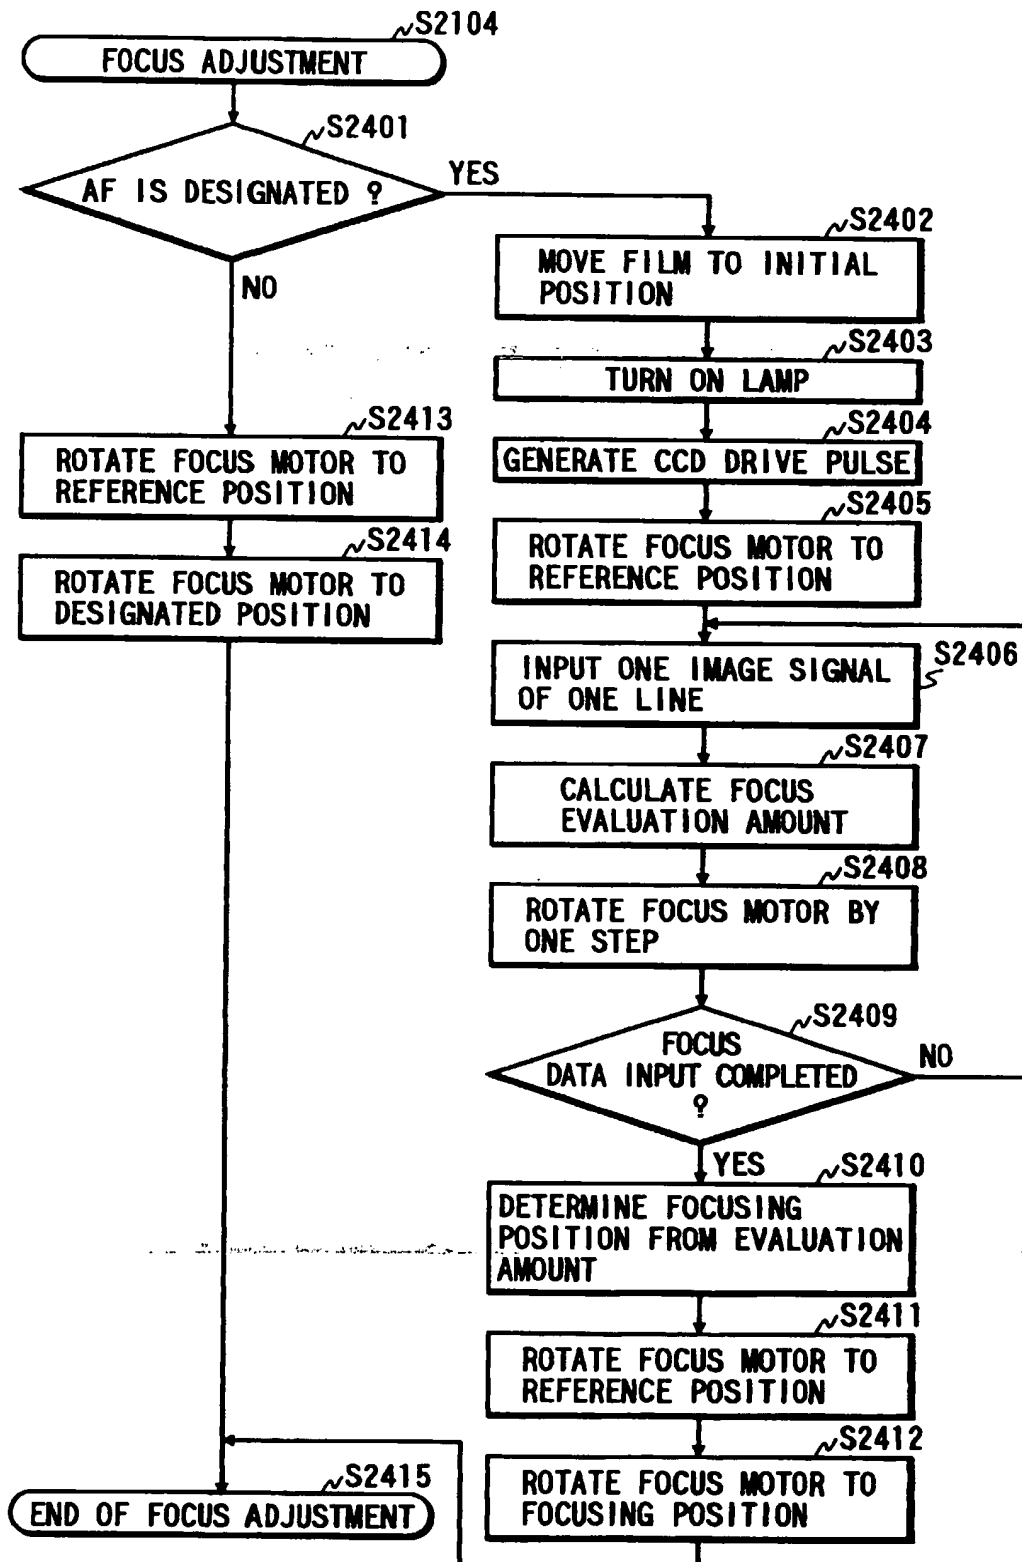 S2104
FOCUS ADJUSTMENT
S2401
AF IS DESIGNATED ?
YES
NO
S2402
MOVE FILM TO INITIAL
POSITION
S2403
TURN ON LAMP
S2404
GENERATE CCD DRIVE PULSE
S2405
ROTATE FOCUS MOTOR TO
REFERENCE POSITION
S2413
ROTATE FOCUS MOTOR TO
REFERENCE POSITION
S2414
ROTATE FOCUS MOTOR TO
DESIGNATED POSITION
S2406
INPUT ONE IMAGE SIGNAL
OF ONE LINE
S2407
CALCULATE FOCUS
EVALUATION AMOUNT
S2408
ROTATE FOCUS MOTOR BY
ONE STEP
S2409
FOCUS
DATA INPUT COMPLETED
?
NO
YES
S2410
DETERMINE FOCUSING
POSITION FROM EVALUATION
AMOUNT
S2411
ROTATE FOCUS MOTOR TO
REFERENCE POSITION
S2412
ROTATE FOCUS MOTOR TO
FOCUSING POSITION
S2415
END OF FOCUS ADJUSTMENT